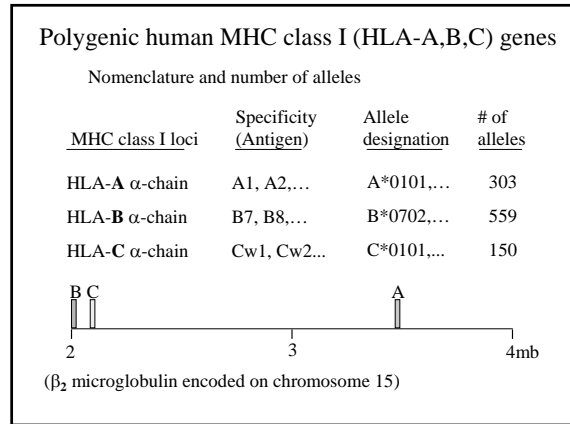 Polygenic human MHC class I (HLA-A,B,C) genes
Nomenclature and number of alleles
Specificity Allele # of
MHC class I loci (Antigen) designation alleles
HLA-A α-chain A1, A2,… A*0101,… 303
HLA-B α-chain B7, B8,… B*0702,… 559
HLA-C α-chain Cw1, Cw2... C*0101,... 150
B C A
2 3 4mb
(β₂ microglobulin encoded on chromosome 15)